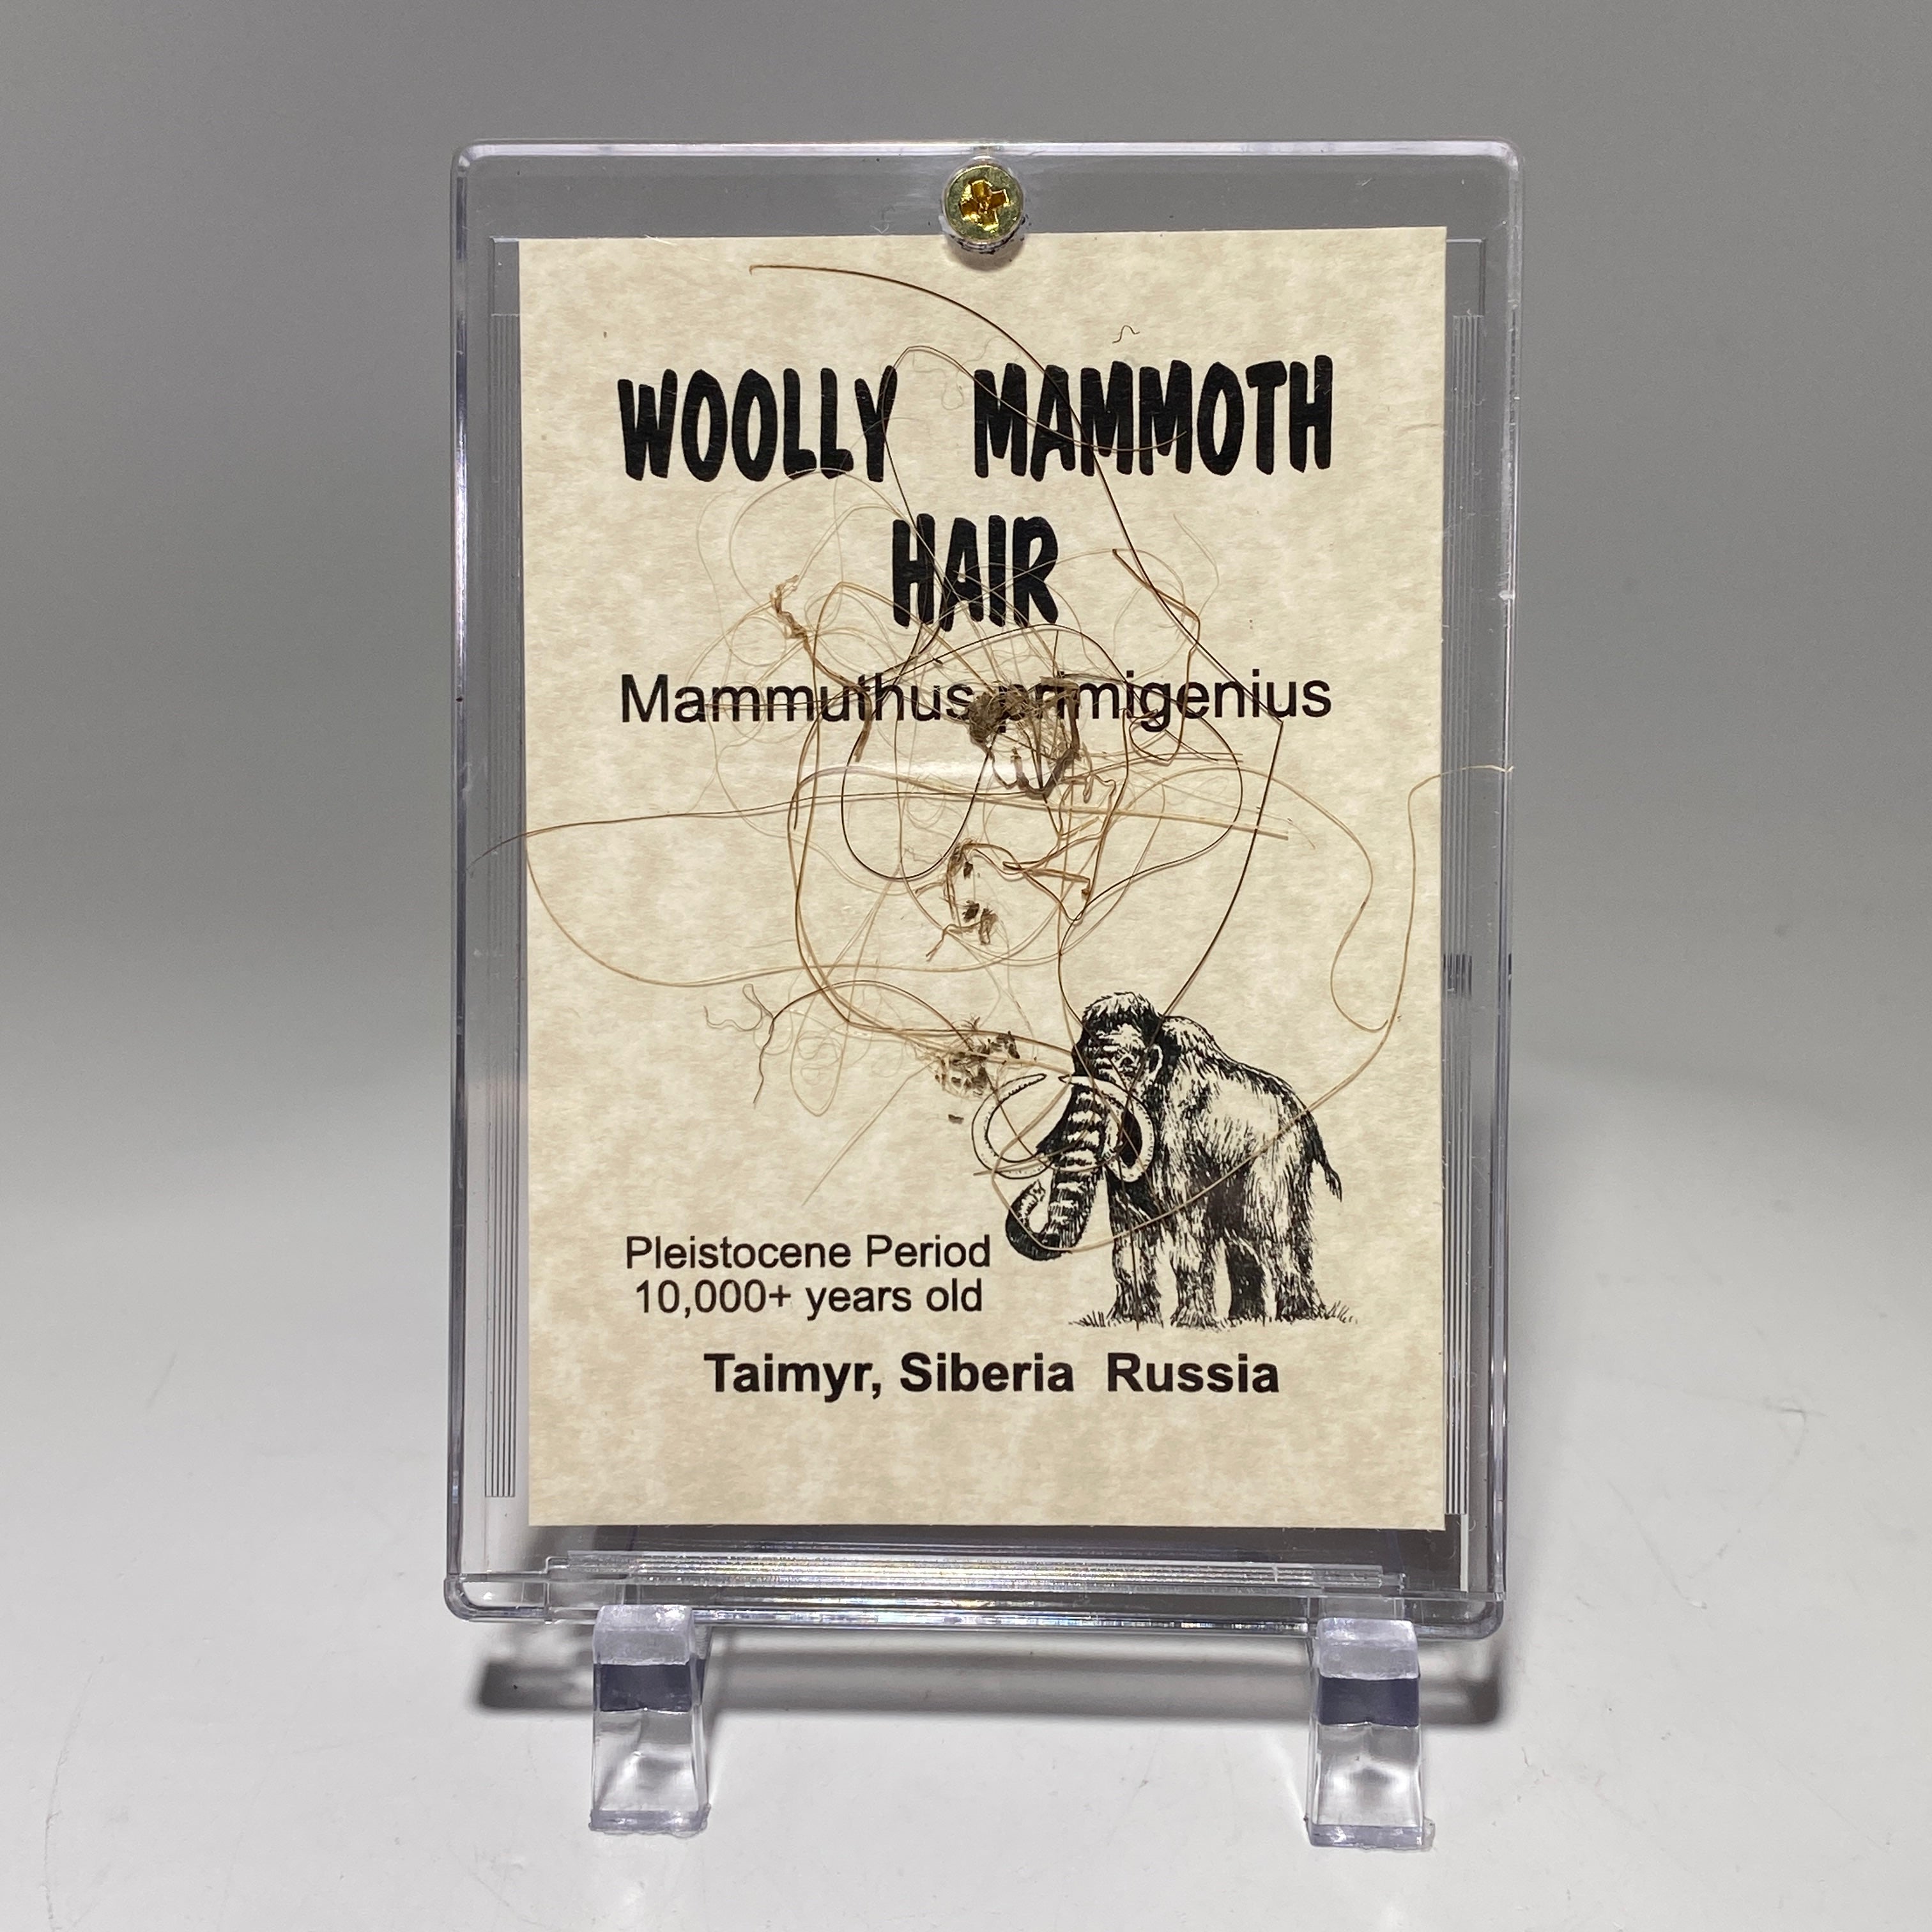 WOOLLY MAMMOTH
HAIR
Mammuthus primigenius
Pleistocene Period
10,000+ years old
Taimyr, Siberia Russia